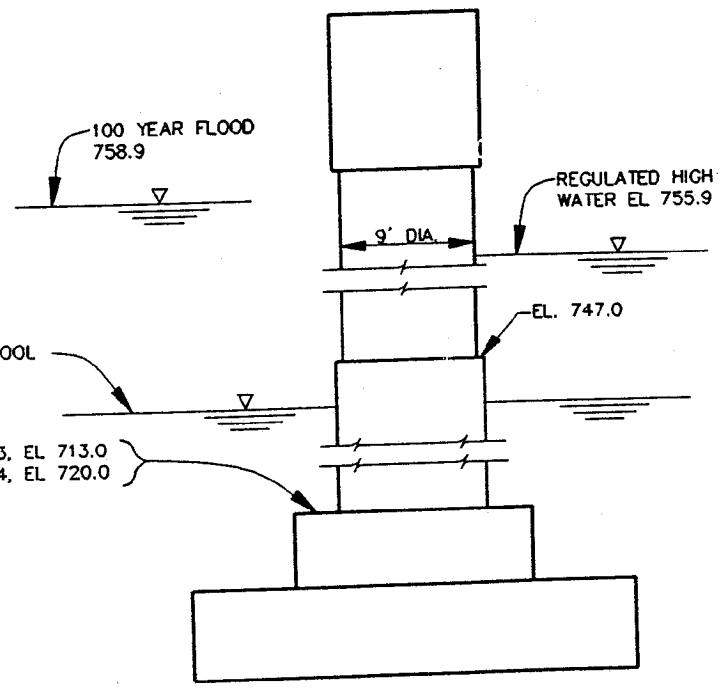 100 YEAR FLOOD
758.9
REGULATED HIGH
WATER EL 755.9
9' DIA.
EL. 747.0
OOL
3, EL 713.0
4, EL 720.0